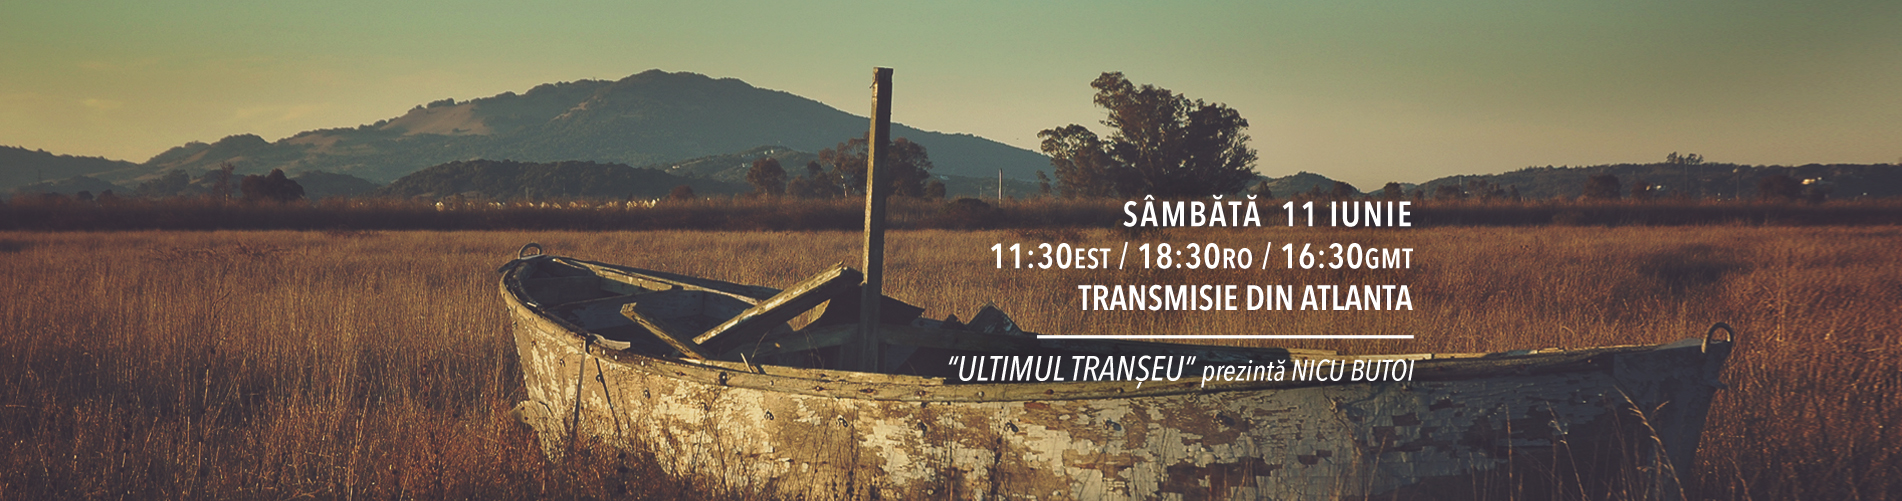 SÂMBĂTĂ 11 IUNIE
11:30EST / 18:30RO / 16:30GMT
TRANSMISIE DIN ATLANTA
“ULTIMUL TRANȘEU” prezintă NICU BUTOI